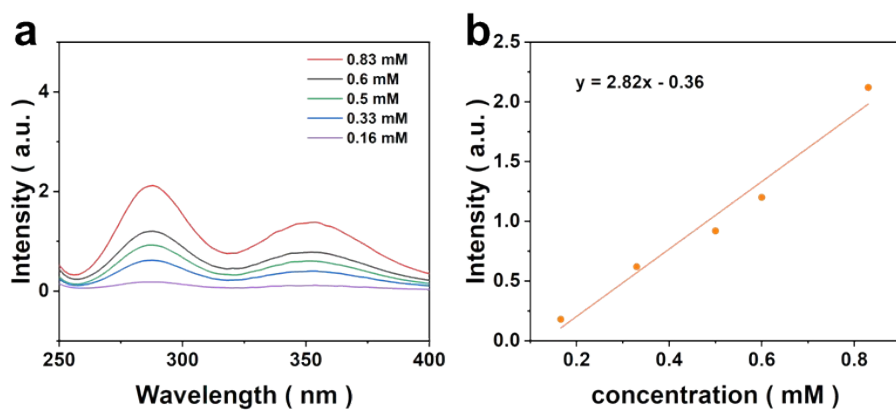 a
Intensity ( a.u. )
4
2
0
250
300
350
400
Wavelength ( nm )
0.83 mM
0.6 mM
0.5 mM
0.33 mM
0.16 mM
b
Intensity ( a.u. )
2.5
2.0
1.5
1.0
0.5
0.0
0.2
0.4
0.6
0.8
concentration ( mM )
y = 2.82x - 0.36